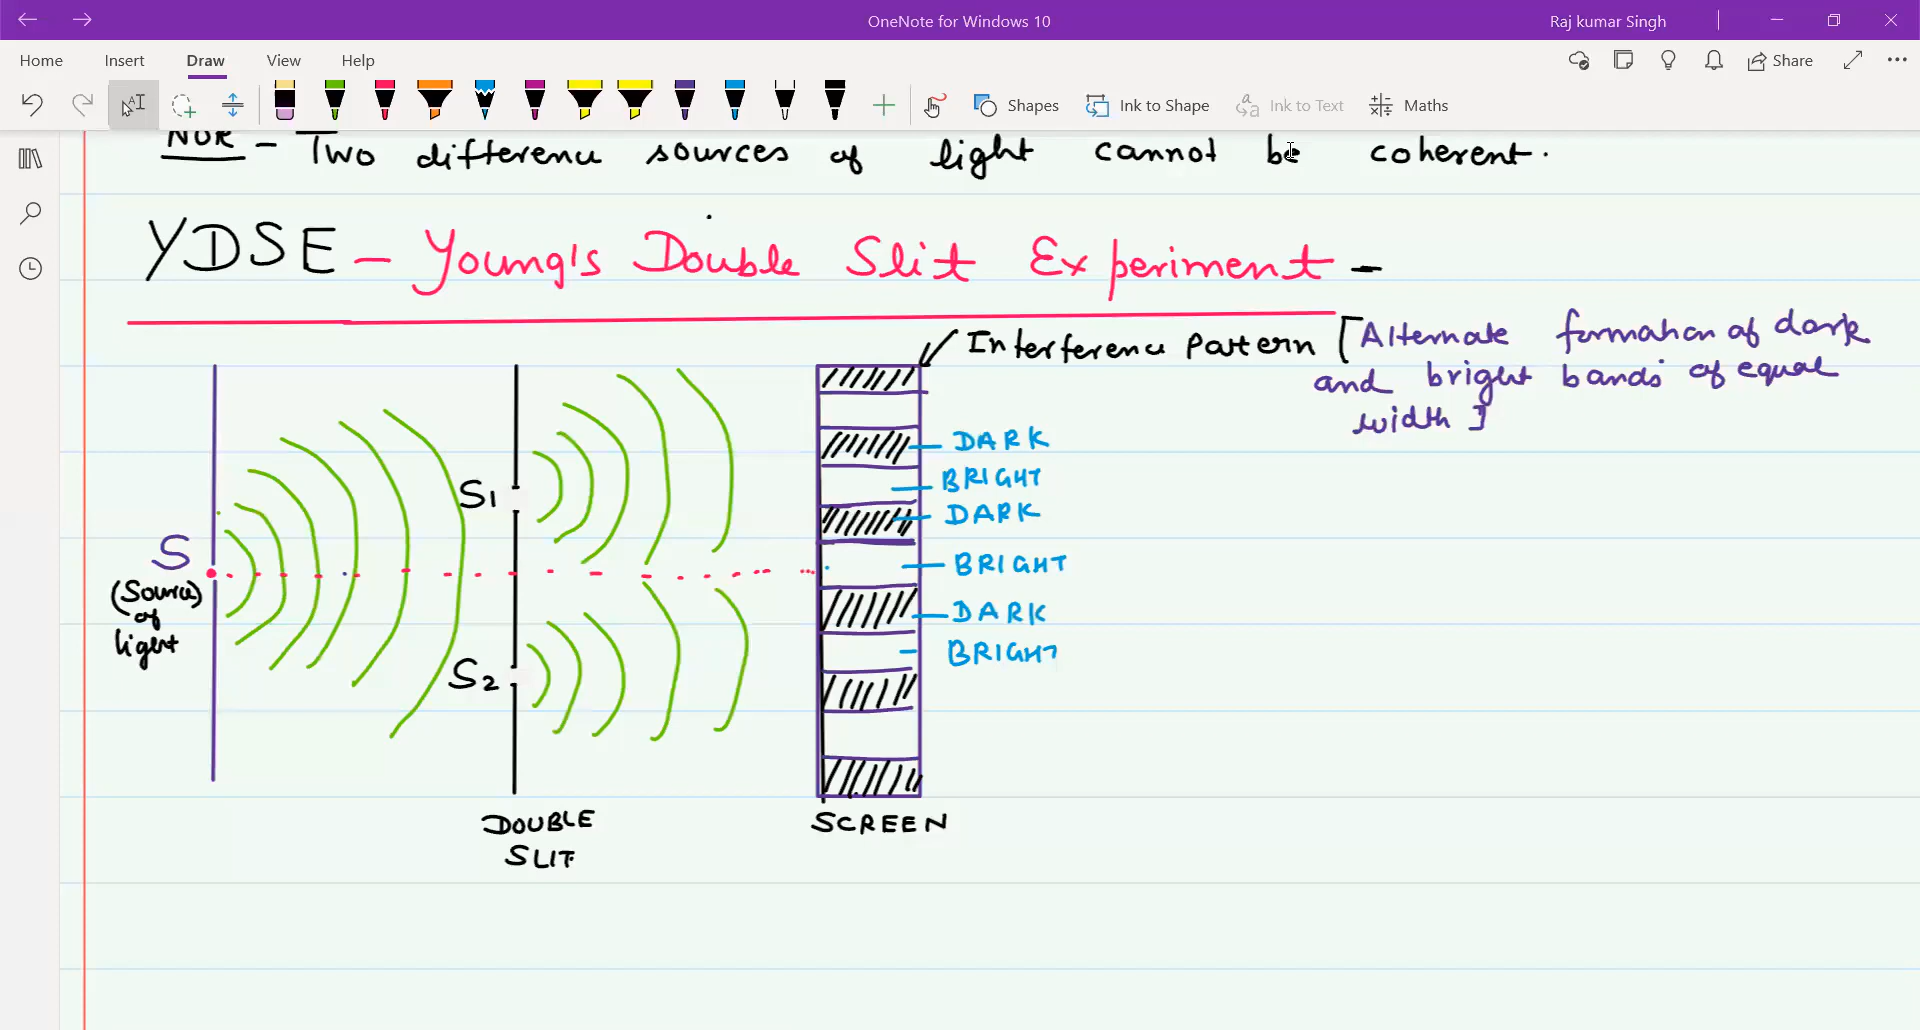 OneNote for Windows 10
Raj kumar Singh
Home Insert Draw View Help
Share
Shapes Ink to Shape Ink to Text Maths
Note - Two difference sources of light cannot be coherent.
YDSE - Young's Double Slit Experiment -
Interference Pattern [Alternate formation of dark
and bright bands of equal
width]
DARK
BRIGHT
S1
DARK
S
BRIGHT
(Source)
of
light
DARK
BRIGHT
S2
DOUBLE
SLIT
SCREEN